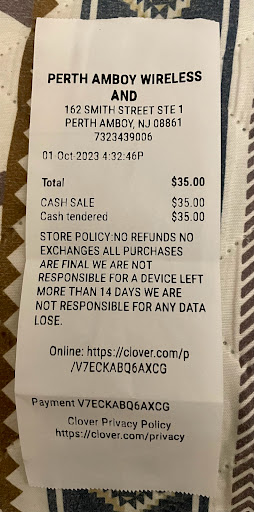 PERTH AMBOY WIRELESS
AND
162 SMITH STREET STE 1
PERTH AMBOY, NJ 08861
7323439006
01-Oct-2023 4:32:46P
Total $35.00
CASH SALE $35.00
Cash tendered $35.00
STORE POLICY:NO REFUNDS NO
EXCHANGES ALL PURCHASES
ARE FINAL WE ARE NOT
RESPONSIBLE FOR A DEVICE LEFT
MORE THAN 14 DAYS WE ARE
NOT RESPONSIBLE FOR ANY DATA
LOSE.
Online: https://clover.com/p
/V7ECKABQ6AXCG
Payment V7ECKABQ6AXCG
Clover Privacy Policy
https://clover.com/privacy